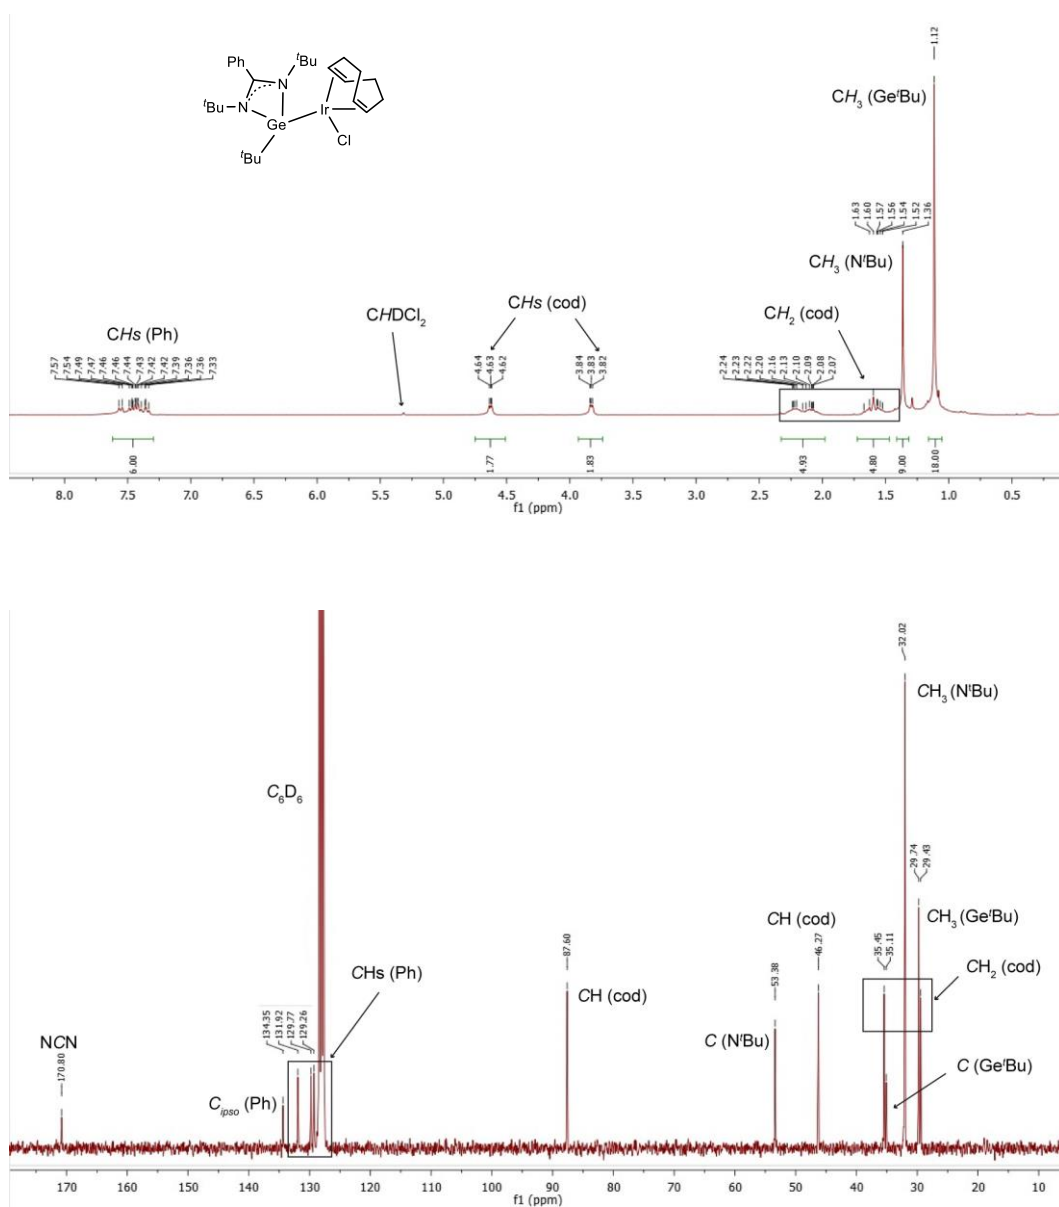 Ph
tBu
N
N
tBu
Ge
Ir
Cl
tBu
1.12
CH3 (GetBu)
1.63
1.60
1.57
1.56
1.54
1.52
1.36
CH3 (NtBu)
CHs (cod)
CH2 (cod)
CHDCl2
CHs (Ph)
7.57
7.54
7.49
7.47
7.46
7.46
7.44
7.43
7.42
7.42
7.39
7.36
7.36
7.33
4.64
4.63
4.62
3.84
3.83
3.82
2.24
2.23
2.22
2.20
2.16
2.13
2.10
2.09
2.08
2.07
6.00
1.77
1.83
4.93
4.80
9.00
18.00
8.0 7.5 7.0 6.5 6.0 5.5 5.0 4.5 4.0 3.5 3.0 2.5 2.0 1.5 1.0 0.5
f1 (ppm)
32.02
CH3 (NtBu)
C6D6
29.74
29.43
CH3 (GetBu)
CH (cod)
46.27
35.45
35.11
CH2 (cod)
87.60
CH (cod)
53.38
CHs (Ph)
134.35
131.92
129.77
129.26
NCN
170.80
C (NtBu)
C (GetBu)
Cipso (Ph)
170 160 150 140 130 120 110 100 90 80 70 60 50 40 30 20 10
f1 (ppm)